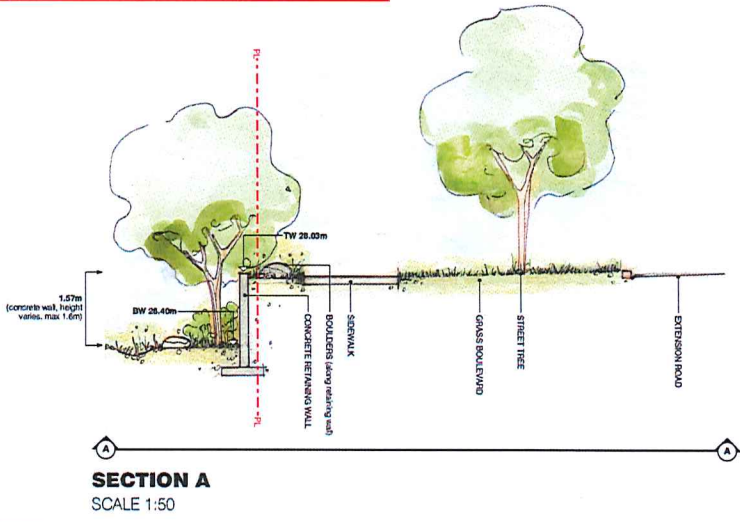 PL
TW 28.03m
1.57m
(concrete wall, height
varies, max 1.6m)
BW 26.40m
CONCRETE RETAINING WALL
BOULDERS (along retaining wall)
SIDEWALK
GRASS BOULEVARD
STREET TREE
EXTENSION ROAD
PL
A
A
SECTION A
SCALE 1:50